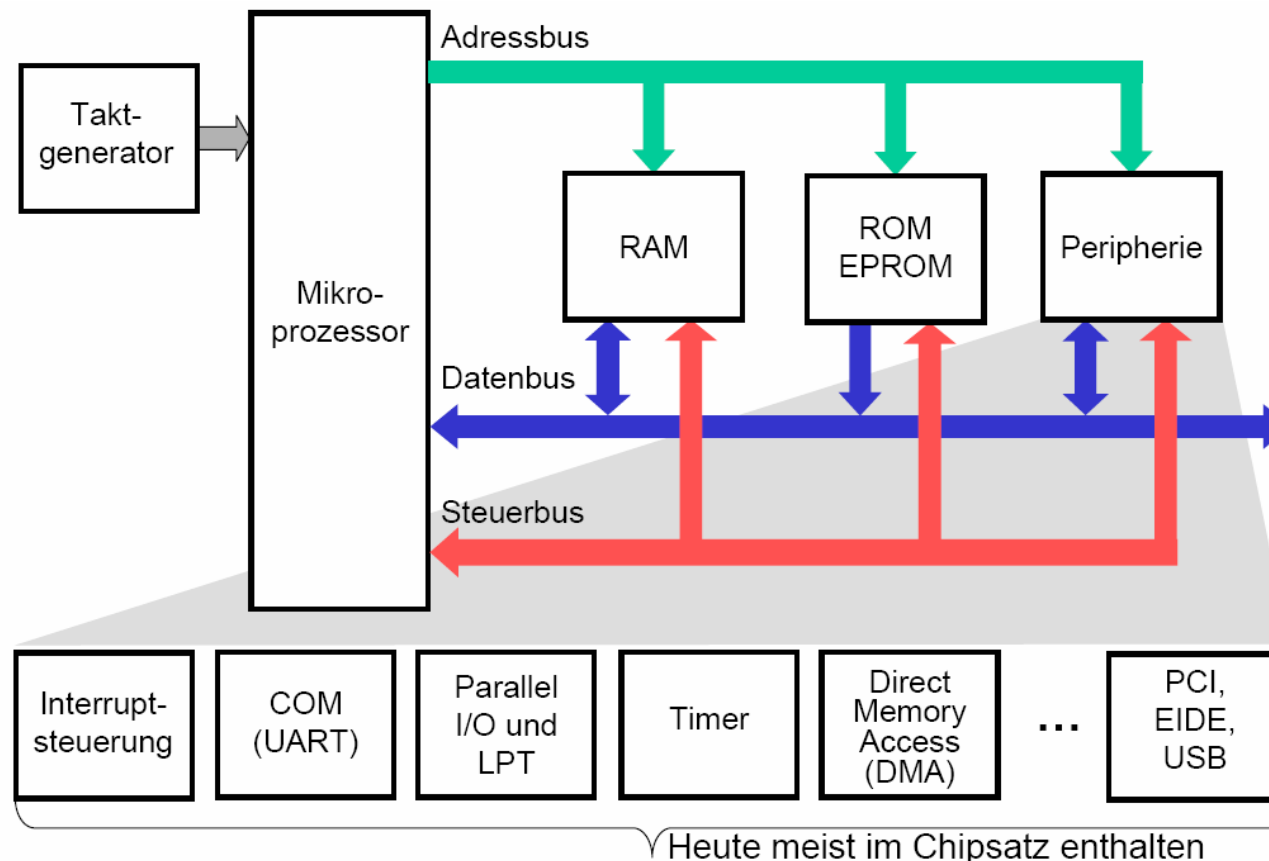 Adressbus
Takt-
generator
RAM
ROM
EPROM
Peripherie
Mikro-
prozessor
Datenbus
Steuerbus
Interrupt-
steuerung
COM
(UART)
Parallel
I/O und
LPT
Timer
Direct
Memory
Access
(DMA)
...
PCI,
EIDE,
USB
Heute meist im Chipsatz enthalten